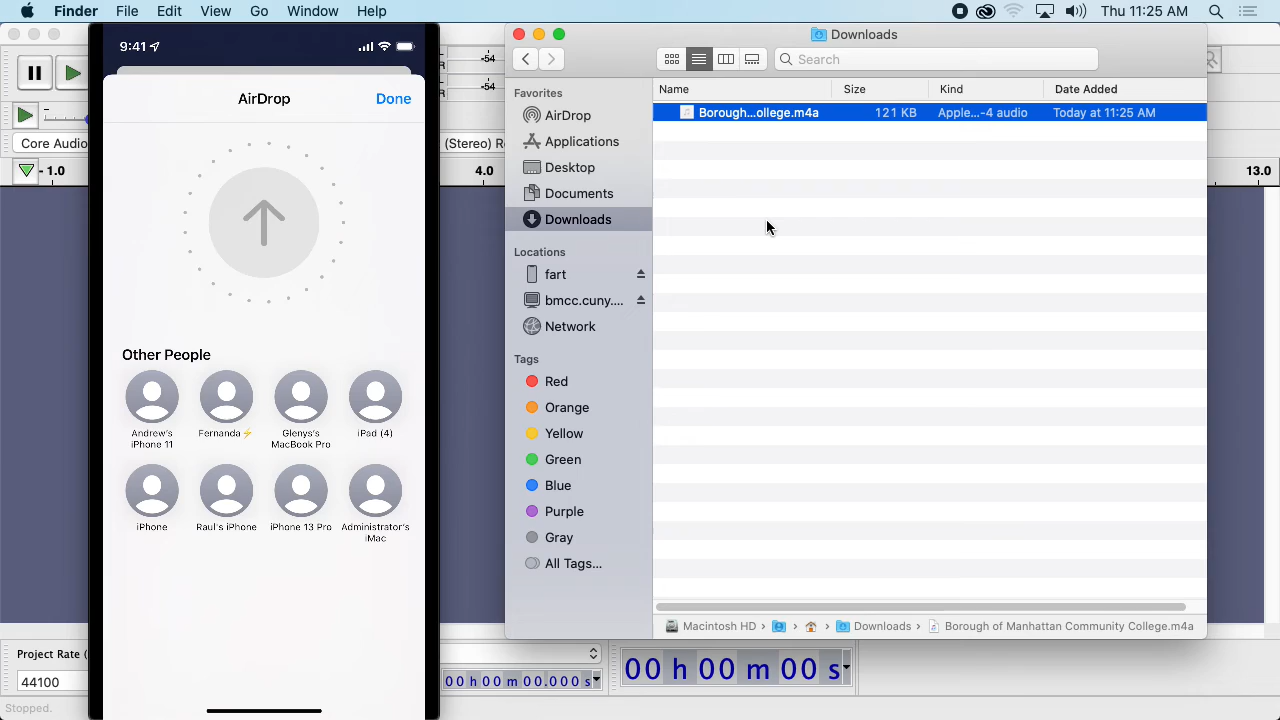 Finder File Edit View Go Window Help
Thu 11:25 AM
9:41
AirDrop Done
Other People
Andrew's iPhone 11
Fernanda⚡
Glenys's MacBook Pro
iPad (4)
iPhone
Raul's iPhone
iPhone 13 Pro
Administrator's iMac
-54
R
-54
R
Core Audio
(Stereo) Re
- 1.0
4.0
13.0
Downloads
Search
Name Size Kind Date Added
Borough...ollege.m4a 121 KB Apple...-4 audio Today at 11:25 AM
Favorites
AirDrop
Applications
Desktop
Documents
Downloads
Locations
fart
bmcc.cuny....
Network
Tags
Red
Orange
Yellow
Green
Blue
Purple
Gray
All Tags...
Macintosh HD › › › Downloads › Borough of Manhattan Community College.m4a
Project Rate (
44100
00 h 00 m 00.000 s
00 h 00 m 00 s
Stopped.